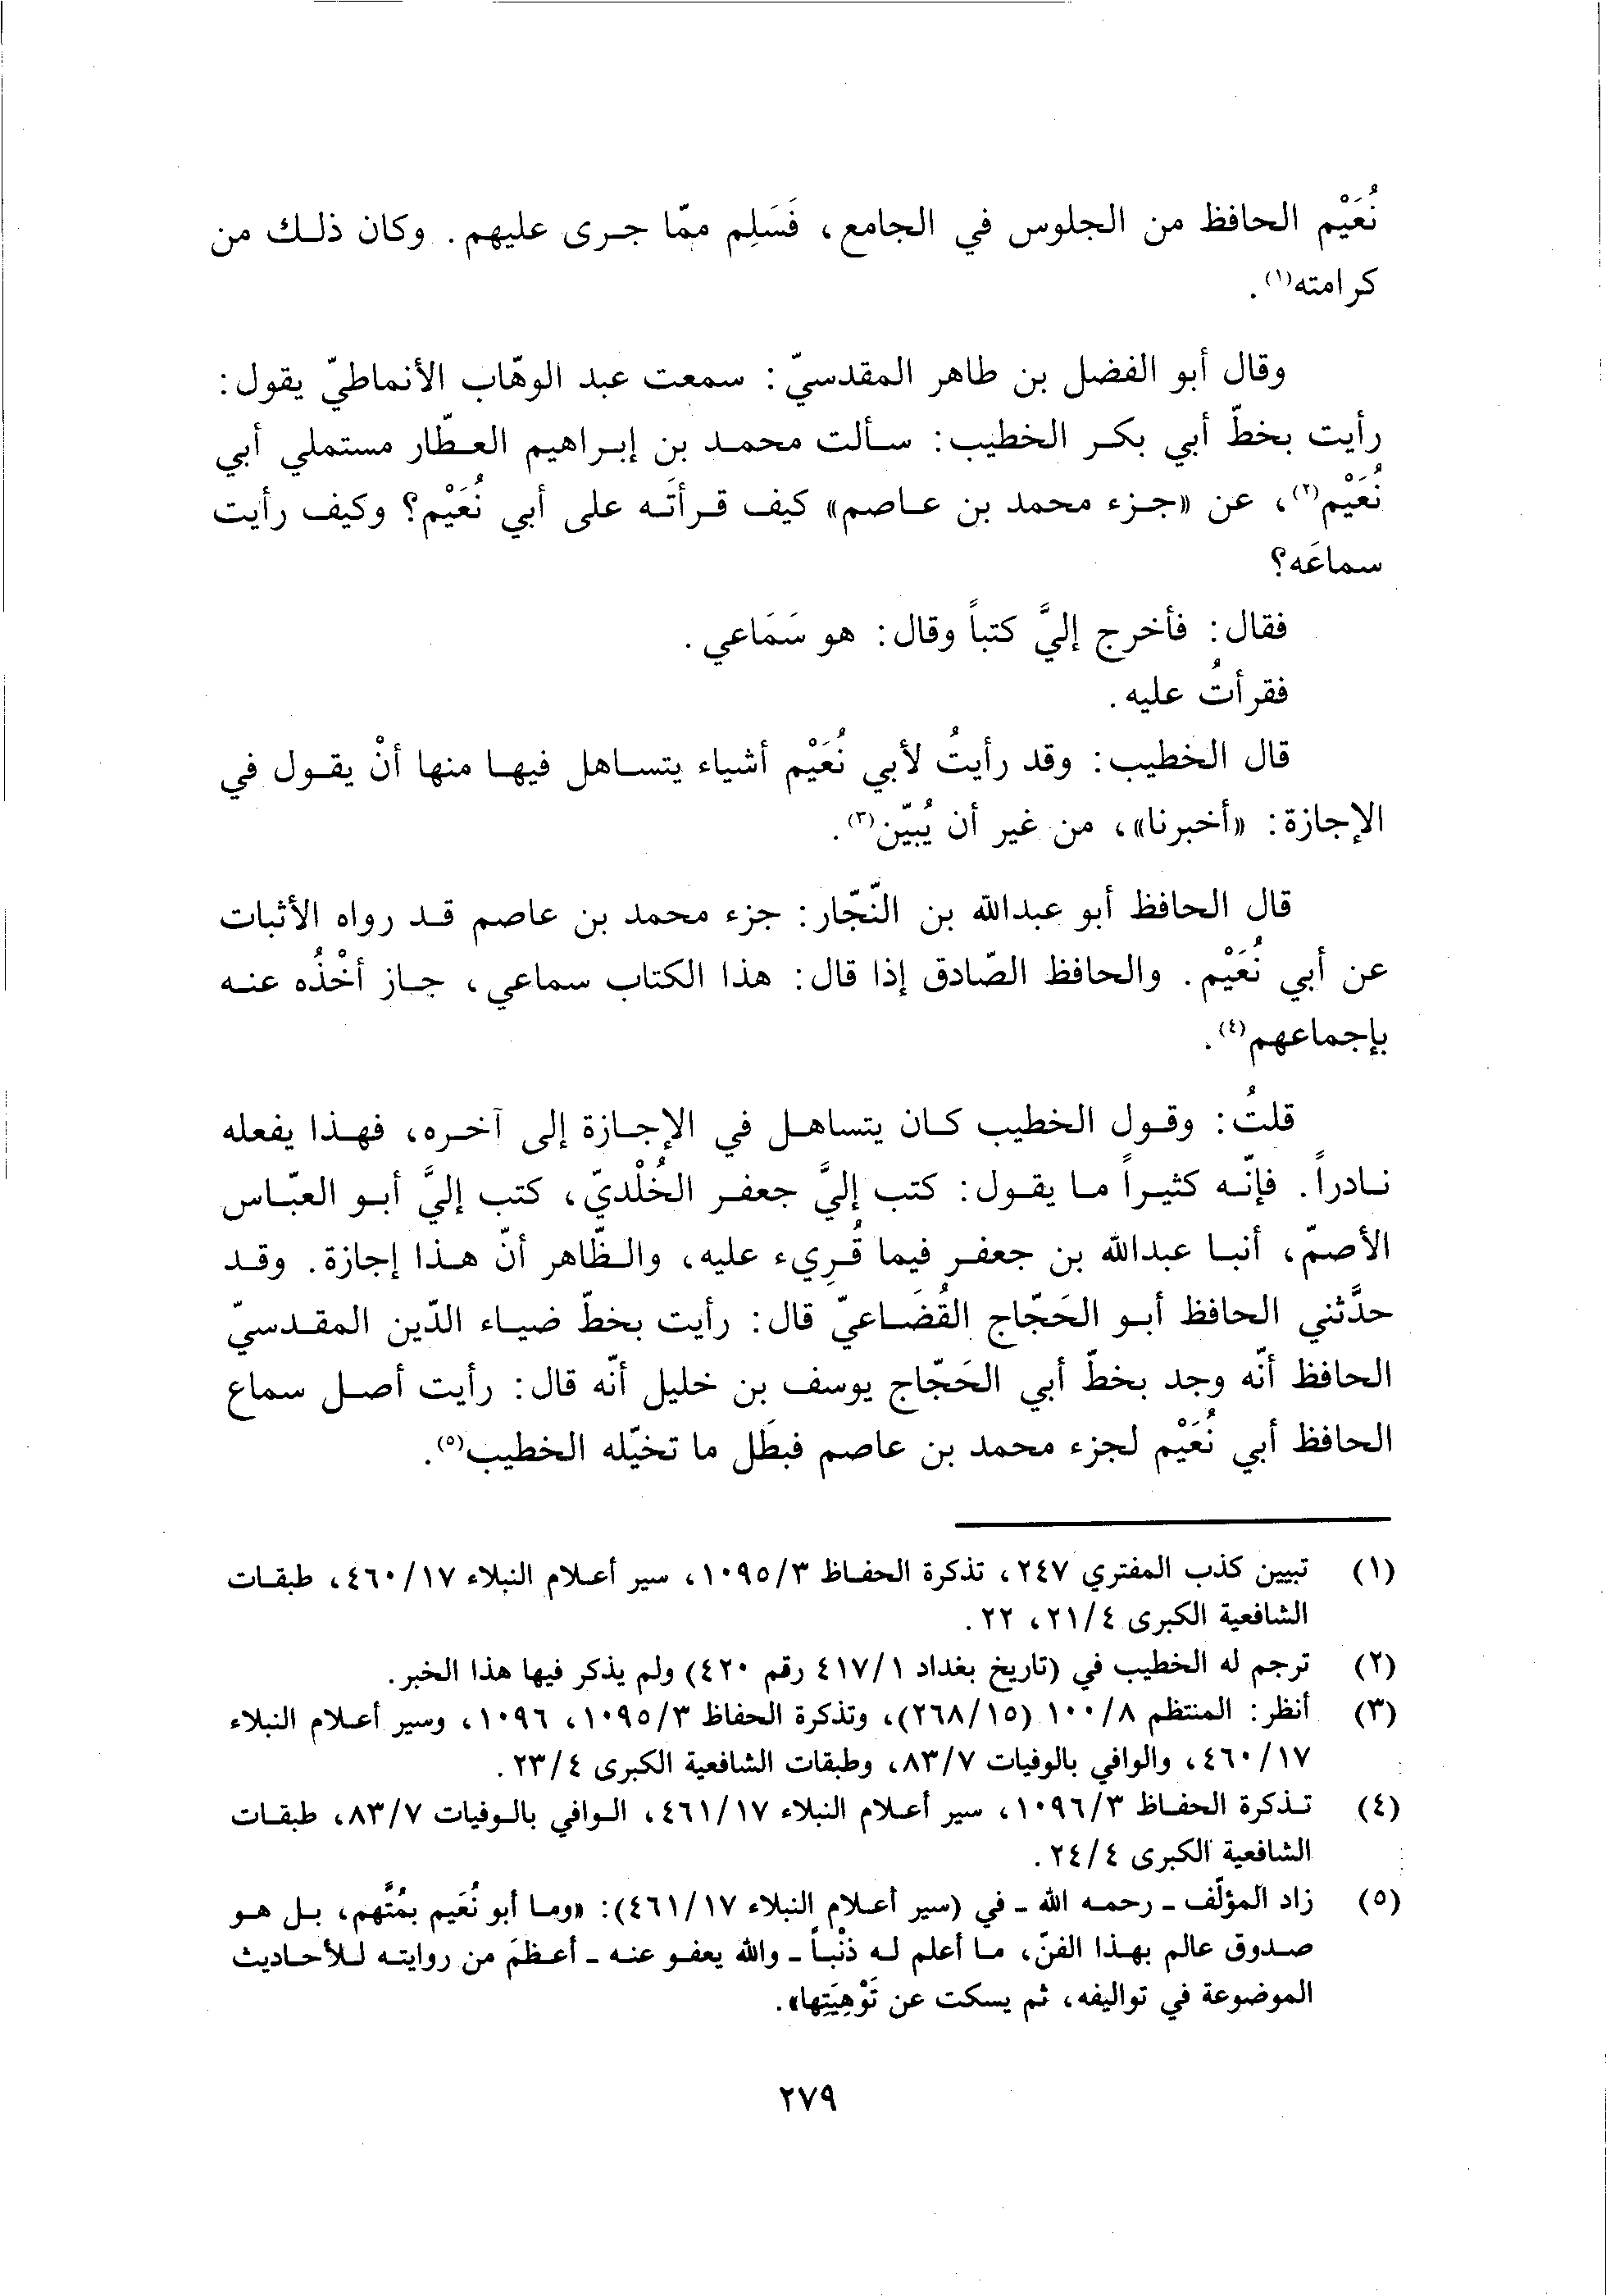 نُعَيْم الحافظ من الجلوس في الجامع، فَسَلِم ممّا جرى عليهم. وكان ذلك من
كرامته(١).
وقال أبو الفضل بن طاهر المقدسيّ: سمعت عبد الوهّاب الأنماطيّ يقول:
رأيت بخطّ أبي بكر الخطيب: سألت محمد بن إبراهيم العطّار مستملي أبي
نُعَيْم(٢)، عن «جزء محمد بن عاصم» كيف قرأتَه على أبي نُعَيْم؟ وكيف رأيت
سماعَه؟
فقال: فأخرج إليَّ كتباً وقال: هو سَمَاعي.
فقرأتُ عليه.
قال الخطيب: وقد رأيتُ لأبي نُعَيْم أشياء يتساهل فيها منها أنْ يقول في
الإجازة: «أخبرنا»، من غير أن يُبيّن(٣).
قال الحافظ أبو عبدالله بن النّجّار: جزء محمد بن عاصم قد رواه الأثبات
عن أبي نُعَيْم. والحافظ الصّادق إذا قال: هذا الكتاب سماعي، جاز أخْذُه عنه
بإجماعهم(٤).
قلتُ: وقول الخطيب كان يتساهل في الإجازة إلى آخره، فهذا يفعله
نادراً. فإنّه كثيراً ما يقول: كتب إليَّ جعفر الخُلْديّ، كتب إليَّ أبو العبّاس
الأصمّ، أنبا عبدالله بن جعفر فيما قُرِيء عليه، والظّاهر أنّ هذا إجازة. وقد
حدَّثني الحافظ أبو الحَجّاج القُضَاعيّ قال: رأيت بخطّ ضياء الدّين المقدسيّ
الحافظ أنّه وجد بخطّ أبي الحَجّاج يوسف بن خليل أنّه قال: رأيت أصل سماع
الحافظ أبي نُعَيْم لجزء محمد بن عاصم فبطَل ما تخيّله الخطيب(٥).
(١) تبيين كذب المفتري ٢٤٧، تذكرة الحفاظ ١٠٩٥/٣، سير أعلام النبلاء ٤٦٠/١٧، طبقات
الشافعية الكبرى ٢١/٤، ٢٢.
(٢) ترجم له الخطيب في (تاريخ بغداد ٤١٧/١ رقم ٤٢٠) ولم يذكر فيها هذا الخبر.
(٣) أنظر: المنتظم ١٠٠/٨ (٢٦٨/١٥)، وتذكرة الحفاظ ١٠٩٥/٣، ١٠٩٦، وسير أعلام النبلاء
٤٦٠/١٧، والوافي بالوفيات ٨٣/٧، وطبقات الشافعية الكبرى ٢٣/٤.
(٤) تذكرة الحفاظ ١٠٩٦/٣، سير أعلام النبلاء ٤٦١/١٧، الوافي بالوفيات ٨٣/٧، طبقات
الشافعية الكبرى ٢٤/٤.
(٥) زاد المؤلّف - رحمه الله - في (سير أعلام النبلاء ٤٦١/١٧): «وما أبو نُعَيم بمُتَّهم، بل هو
صدوق عالم بهذا الفنّ، ما أعلم له ذنْباً - والله يعفو عنه - أعظمَ من روايته للأحاديث
الموضوعة في تواليفه، ثم يسكت عن تَوْهِيَتِها».
٢٧٩